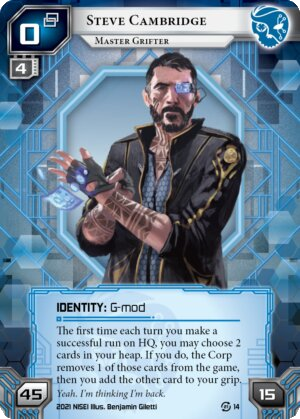 0
STEVE CAMBRIDGE
MASTER GRIFTER
4
IDENTITY: G-mod
The first time each turn you make a
successful run on HQ, you may choose 2
cards in heap. If you do, the Corp
removes 1 of those cards from the game,
then you add the other card to your grip.
Yeah. I'm thinking I'm back.
45
2021 NISEI Illus. Benjamin Giletti
14
15